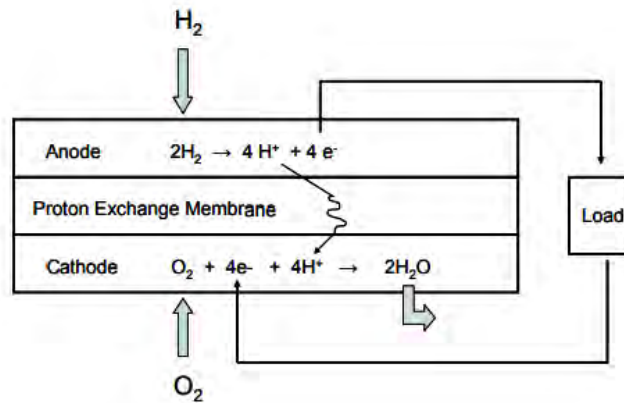 H₂
Anode 2H₂ → 4 H⁺ + 4 e⁻
Proton Exchange Membrane
Load
Cathode O₂ + 4e- + 4H⁺ → 2H₂O
O₂